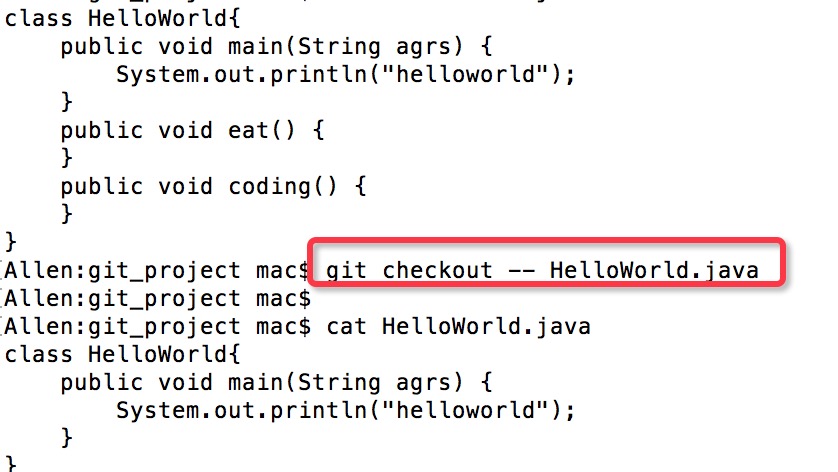 class HelloWorld{
    public void main(String agrs) {
        System.out.println("helloworld");
    }
    public void eat() {
    }
    public void coding() {
    }
}
[Allen:git_project mac$ git checkout -- HelloWorld.java
[Allen:git_project mac$
[Allen:git_project mac$ cat HelloWorld.java
class HelloWorld{
    public void main(String agrs) {
        System.out.println("helloworld");
    }
}